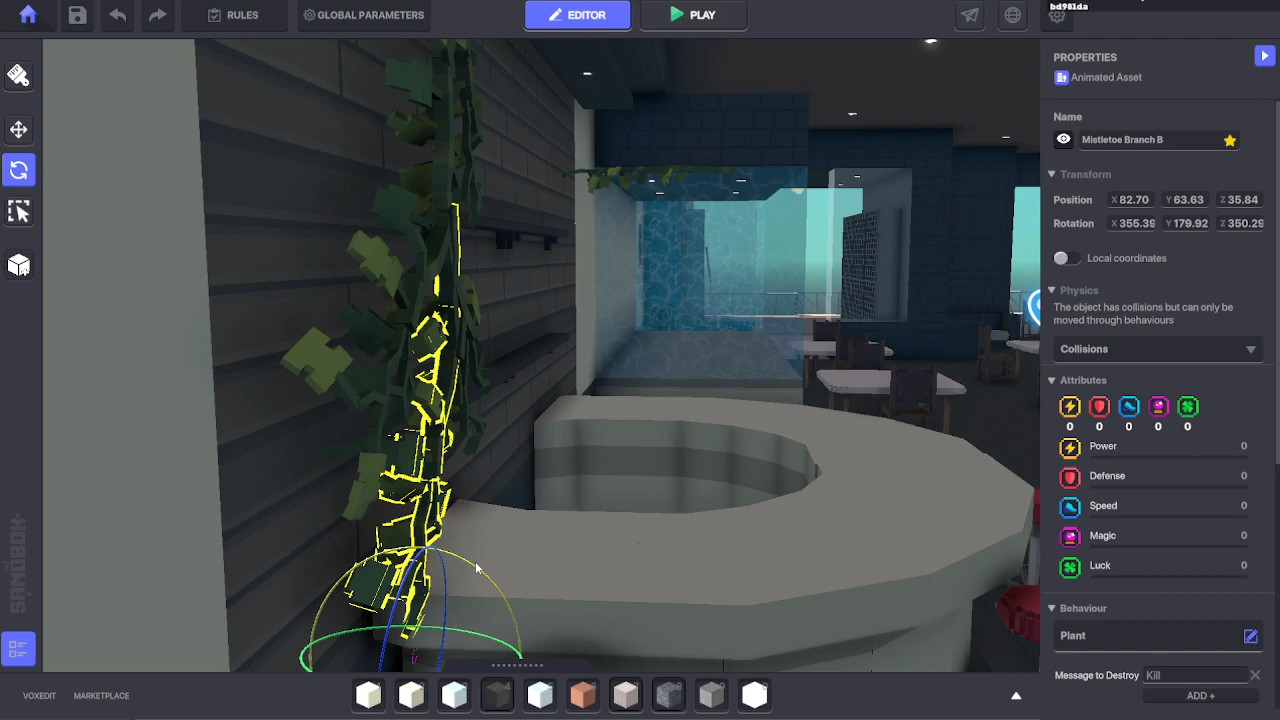 bd981da
RULES
GLOBAL PARAMETERS
EDITOR
PLAY
PROPERTIES
Animated Asset
Name
Mistletoe Branch B
Transform
Position X 82.70 Y 63.63 Z 35.84
Rotation X 355.39 Y 179.92 Z 350.29
Local coordinates
Physics
The object has collisions but can only be
moved through behaviours
Collisions
Attributes
0 0 0 0 0
Power 0
Defense 0
Speed 0
Magic 0
Luck 0
Behaviour
Plant
Message to Destroy Kill
ADD +
SANDBOX
VOXEDIT MARKETPLACE